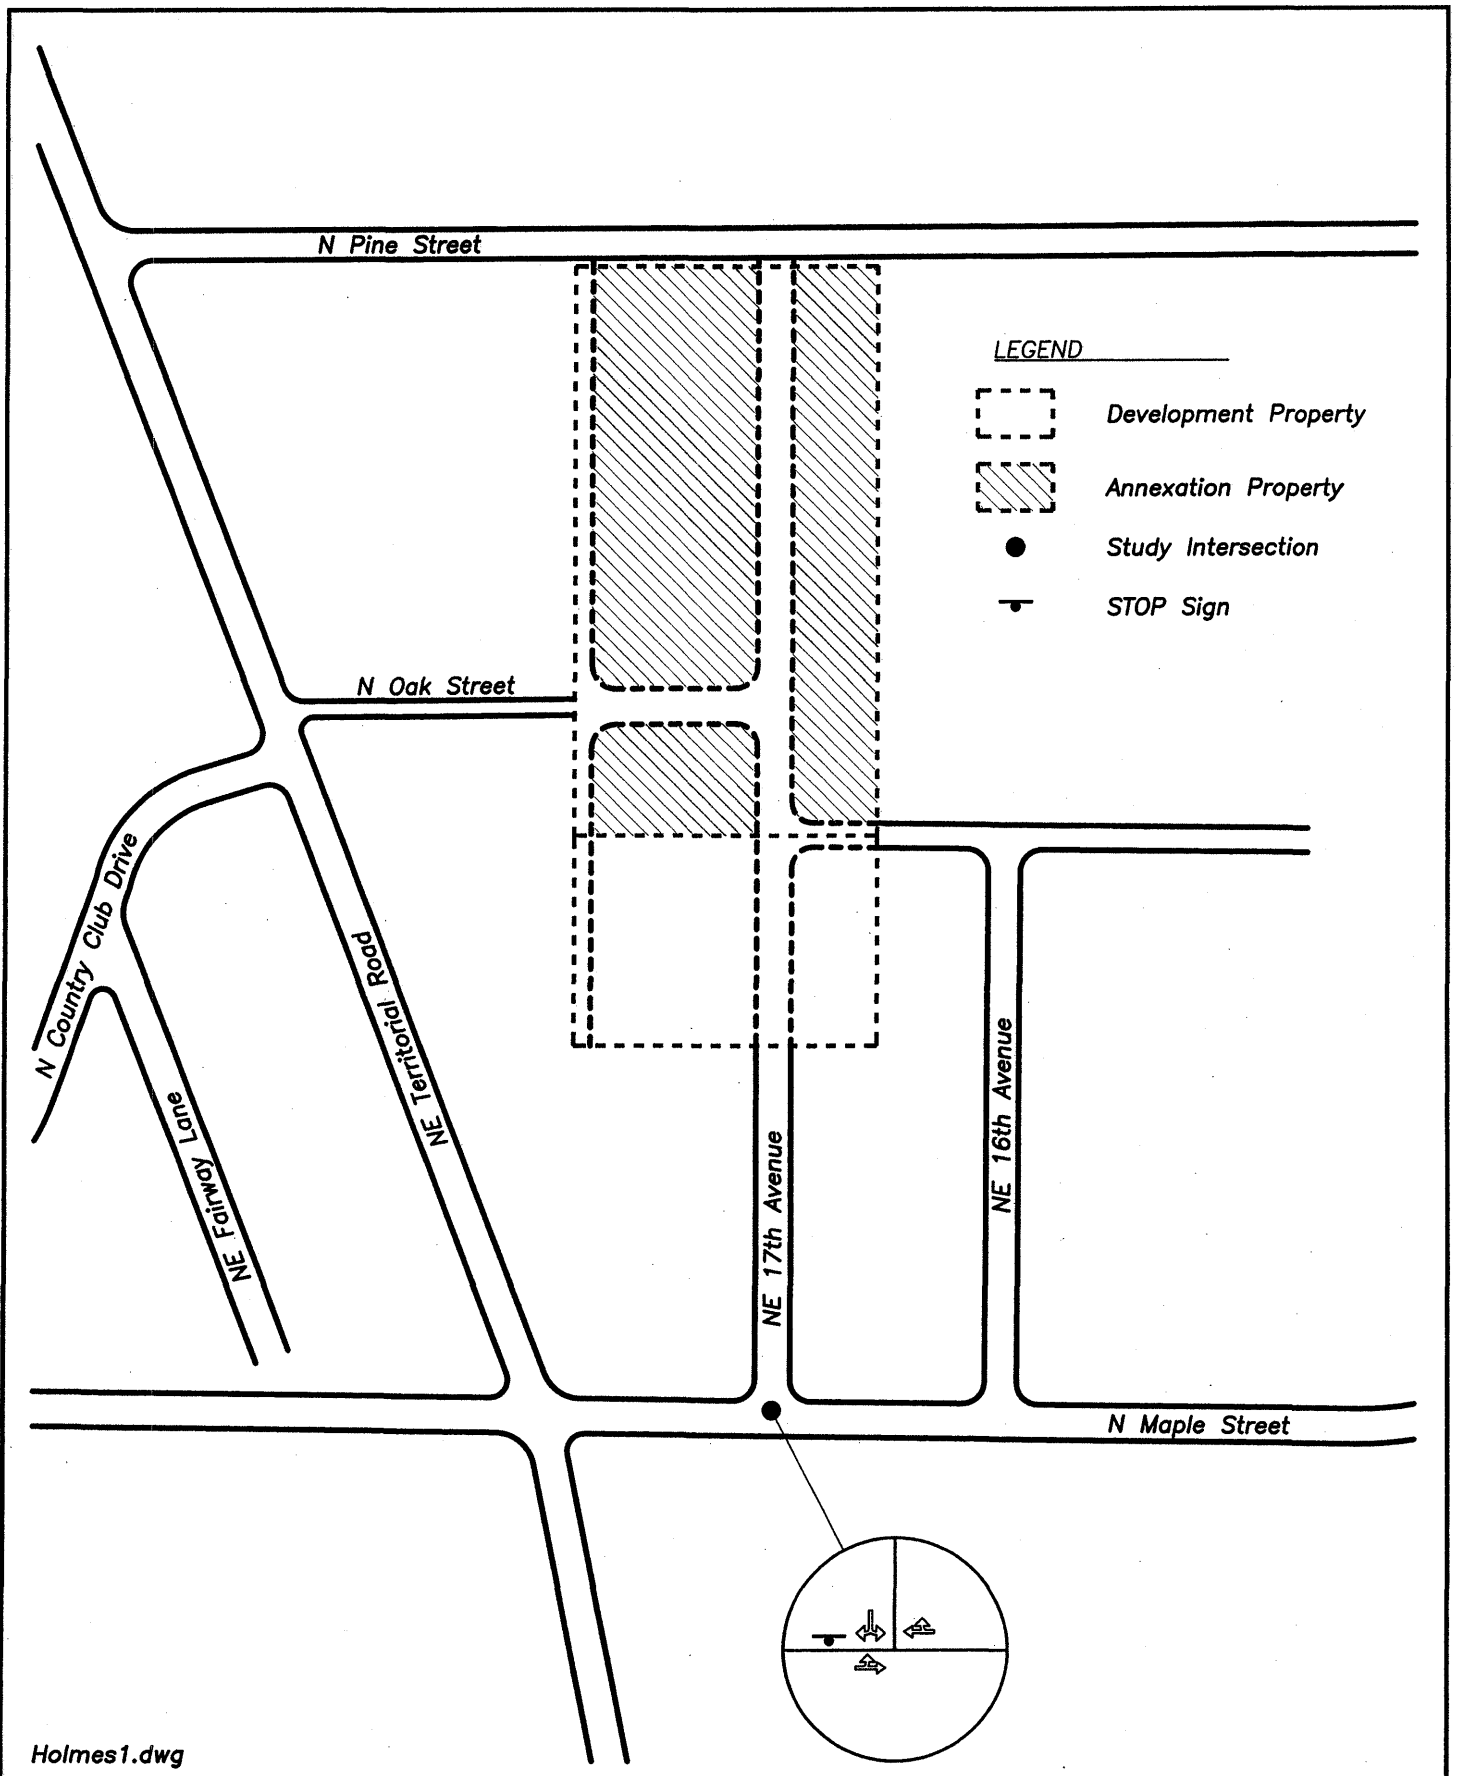 N Pine Street
LEGEND
Development Property
Annexation Property
Study Intersection
STOP Sign
N Oak Street
N Country Club Drive
NE Territorial Road
NE Fairway Lane
NE 17th Avenue
NE 16th Avenue
N Maple Street
Holmes1.dwg